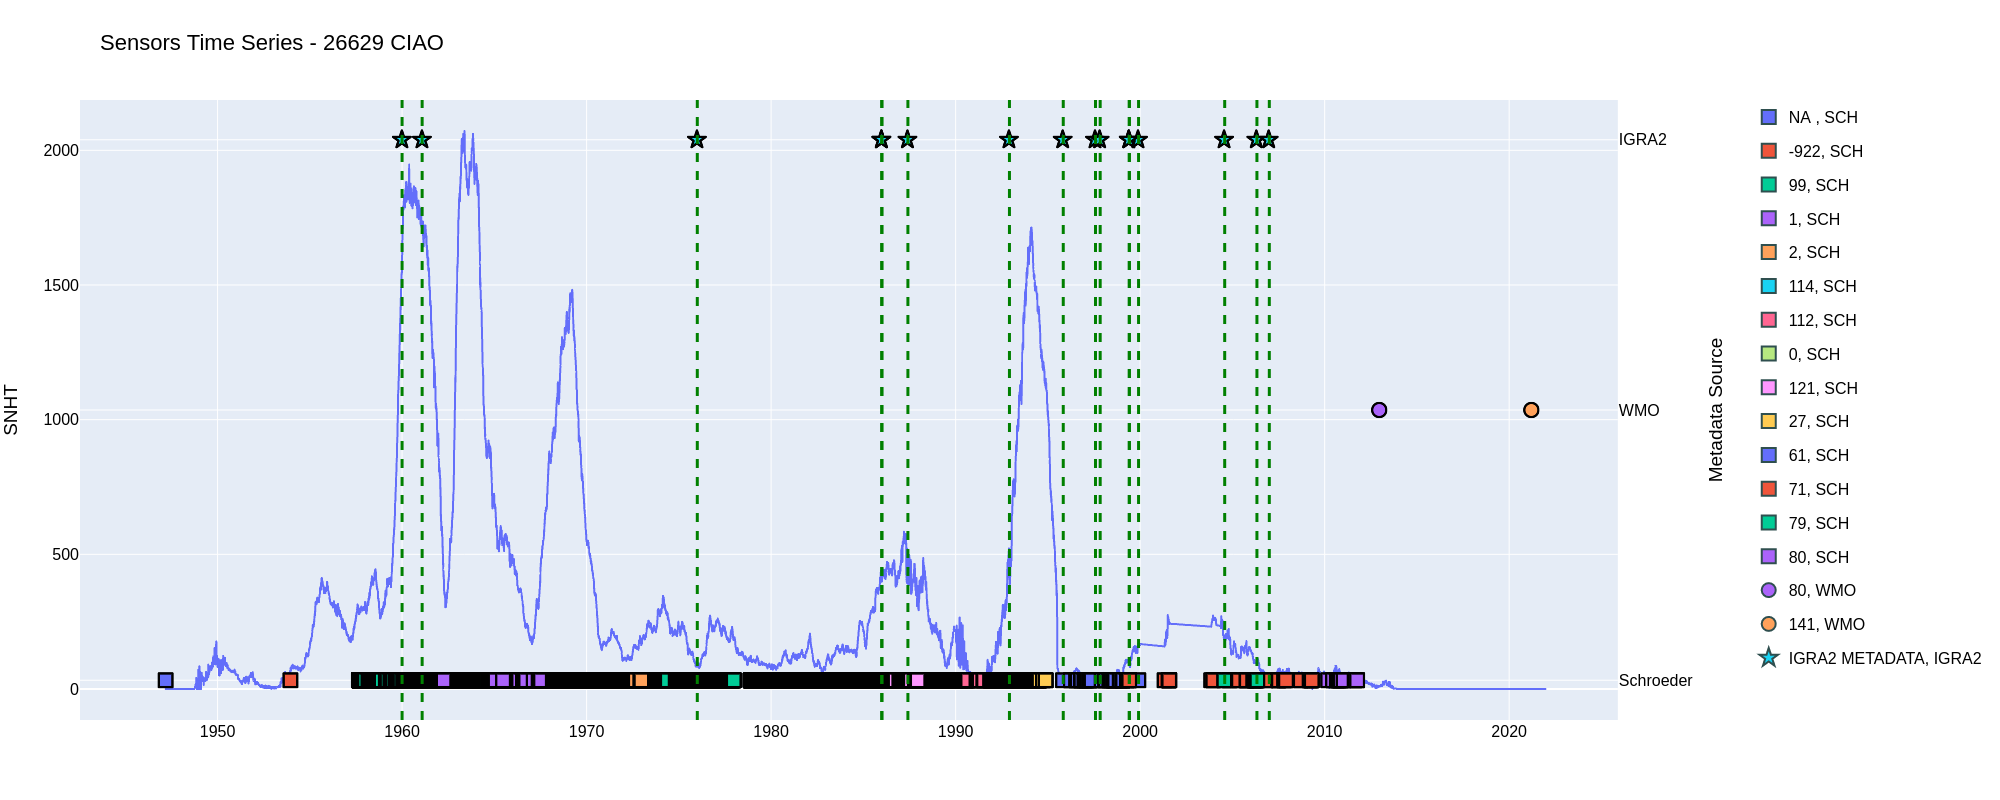 Sensors Time Series - 26629 CIAO
SNHT
2000
1500
1000
500
0
1950
1960
1970
1980
1990
2000
2010
2020
IGRA2
WMO
Schroeder
Metadata Source
NA , SCH
-922, SCH
99, SCH
1, SCH
2, SCH
114, SCH
112, SCH
0, SCH
121, SCH
27, SCH
61, SCH
71, SCH
79, SCH
80, SCH
80, WMO
141, WMO
IGRA2 METADATA, IGRA2